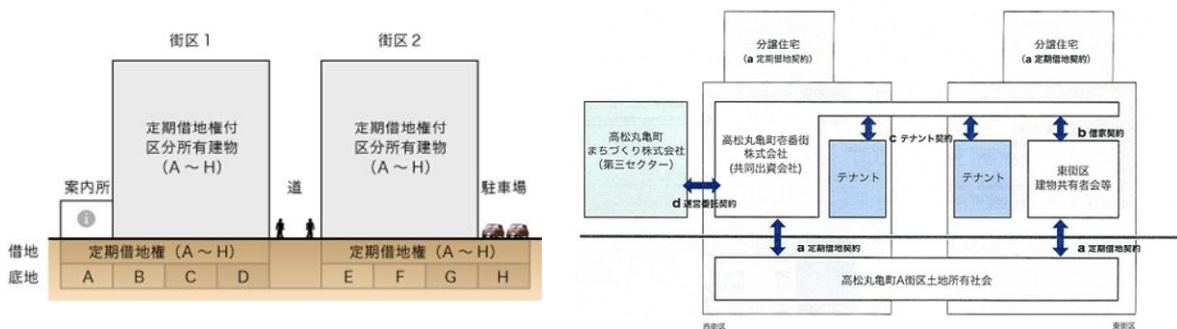 街区1
街区2
定期借地権付
区分所有建物
(A〜H)
定期借地権付
区分所有建物
(A〜H)
案内所
i
道
駐車場
借地
定期借地権(A〜H)
定期借地権(A〜H)
底地
A
B
C
D
E
F
G
H
分譲住宅
(a 定期借地契約)
分譲住宅
(a 定期借地契約)
高松丸亀町
まちづくり株式会社
(第三セクター)
高松丸亀町壱番街
株式会社
(共同出資会社)
c テナント契約
b 借家契約
テナント
テナント
東街区
建物共有者会等
d 運営委託契約
a 定期借地契約
a 定期借地契約
高松丸亀町A街区土地所有社会
西街区
東街区